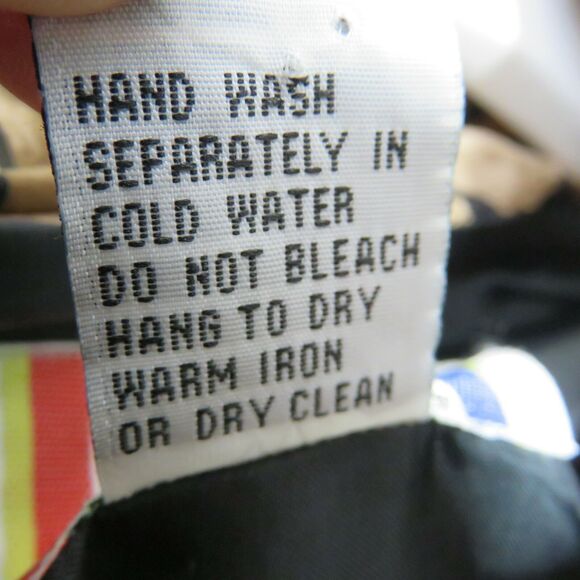 HAND WASH
SEPARATELY IN
COLD WATER
DO NOT BLEACH
HANG TO DRY
WARM IRON
OR DRY CLEAN